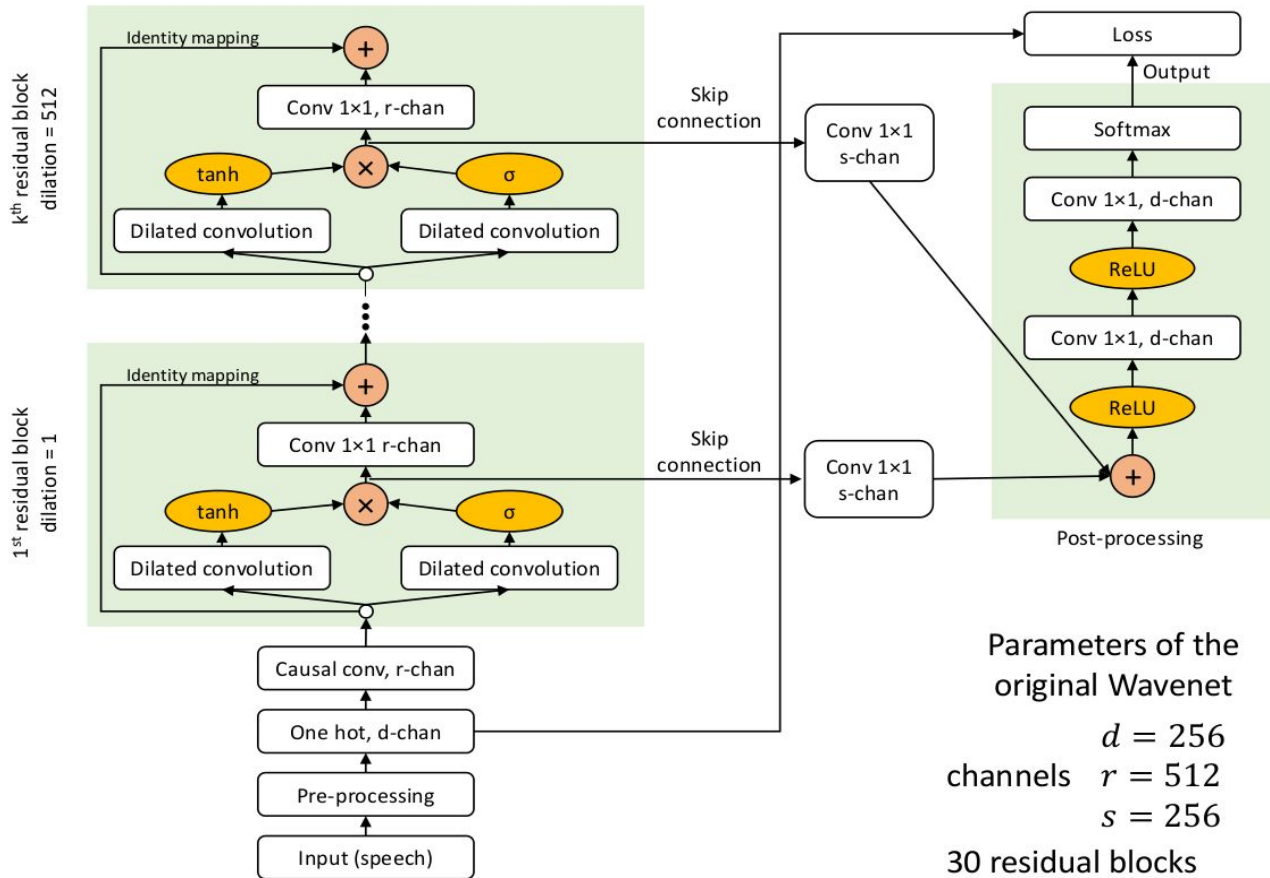 kth residual block
dilation = 512
Identity mapping
+
Conv 1×1, r-chan
tanh
×
σ
Dilated convolution
Dilated convolution
Skip
connection
Conv 1×1
s-chan
1st residual block
dilation = 1
Identity mapping
+
Conv 1×1 r-chan
tanh
×
σ
Dilated convolution
Dilated convolution
Skip
connection
Conv 1×1
s-chan
Causal conv, r-chan
One hot, d-chan
Pre-processing
Input (speech)
Loss
Output
Softmax
Conv 1×1, d-chan
ReLU
Conv 1×1, d-chan
ReLU
+
Post-processing
Parameters of the
original Wavenet
d = 256
channels r = 512
s = 256
30 residual blocks